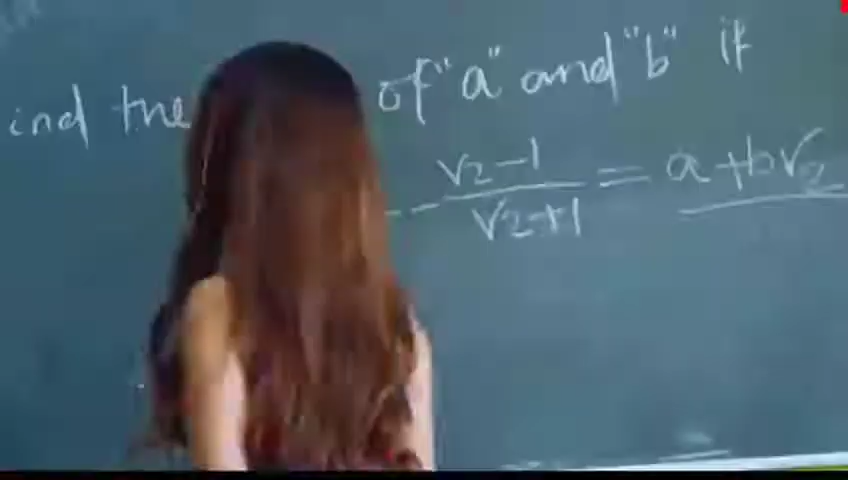 ind the of "a" and "b" if
- √2-1/√2+1 = a+b√2